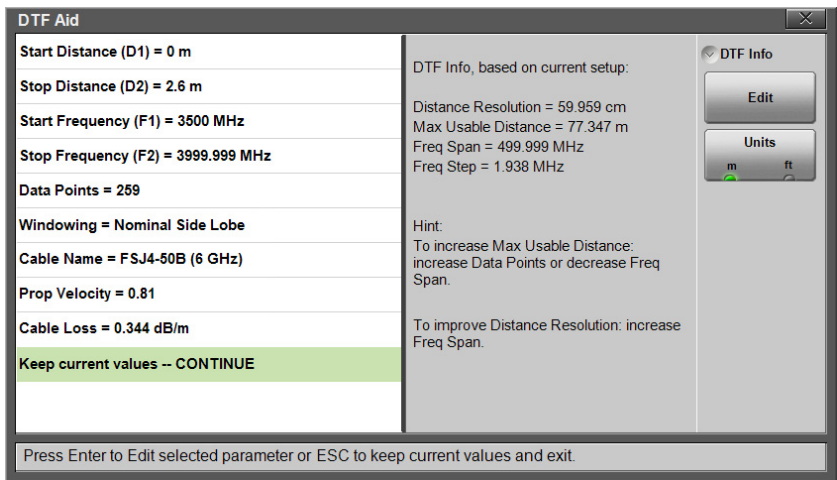 DTF Aid
Start Distance (D1) = 0 m
Stop Distance (D2) = 2.6 m
Start Frequency (F1) = 3500 MHz
Stop Frequency (F2) = 3999.999 MHz
Data Points = 259
Windowing = Nominal Side Lobe
Cable Name = FSJ4-50B (6 GHz)
Prop Velocity = 0.81
Cable Loss = 0.344 dB/m
Keep current values -- CONTINUE
DTF Info, based on current setup:
Distance Resolution = 59.959 cm
Max Usable Distance = 77.347 m
Freq Span = 499.999 MHz
Freq Step = 1.938 MHz
Hint:
To increase Max Usable Distance:
increase Data Points or decrease Freq
Span.
To improve Distance Resolution: increase
Freq Span.
DTF Info
Edit
Units
m ft
Press Enter to Edit selected parameter or ESC to keep current values and exit.